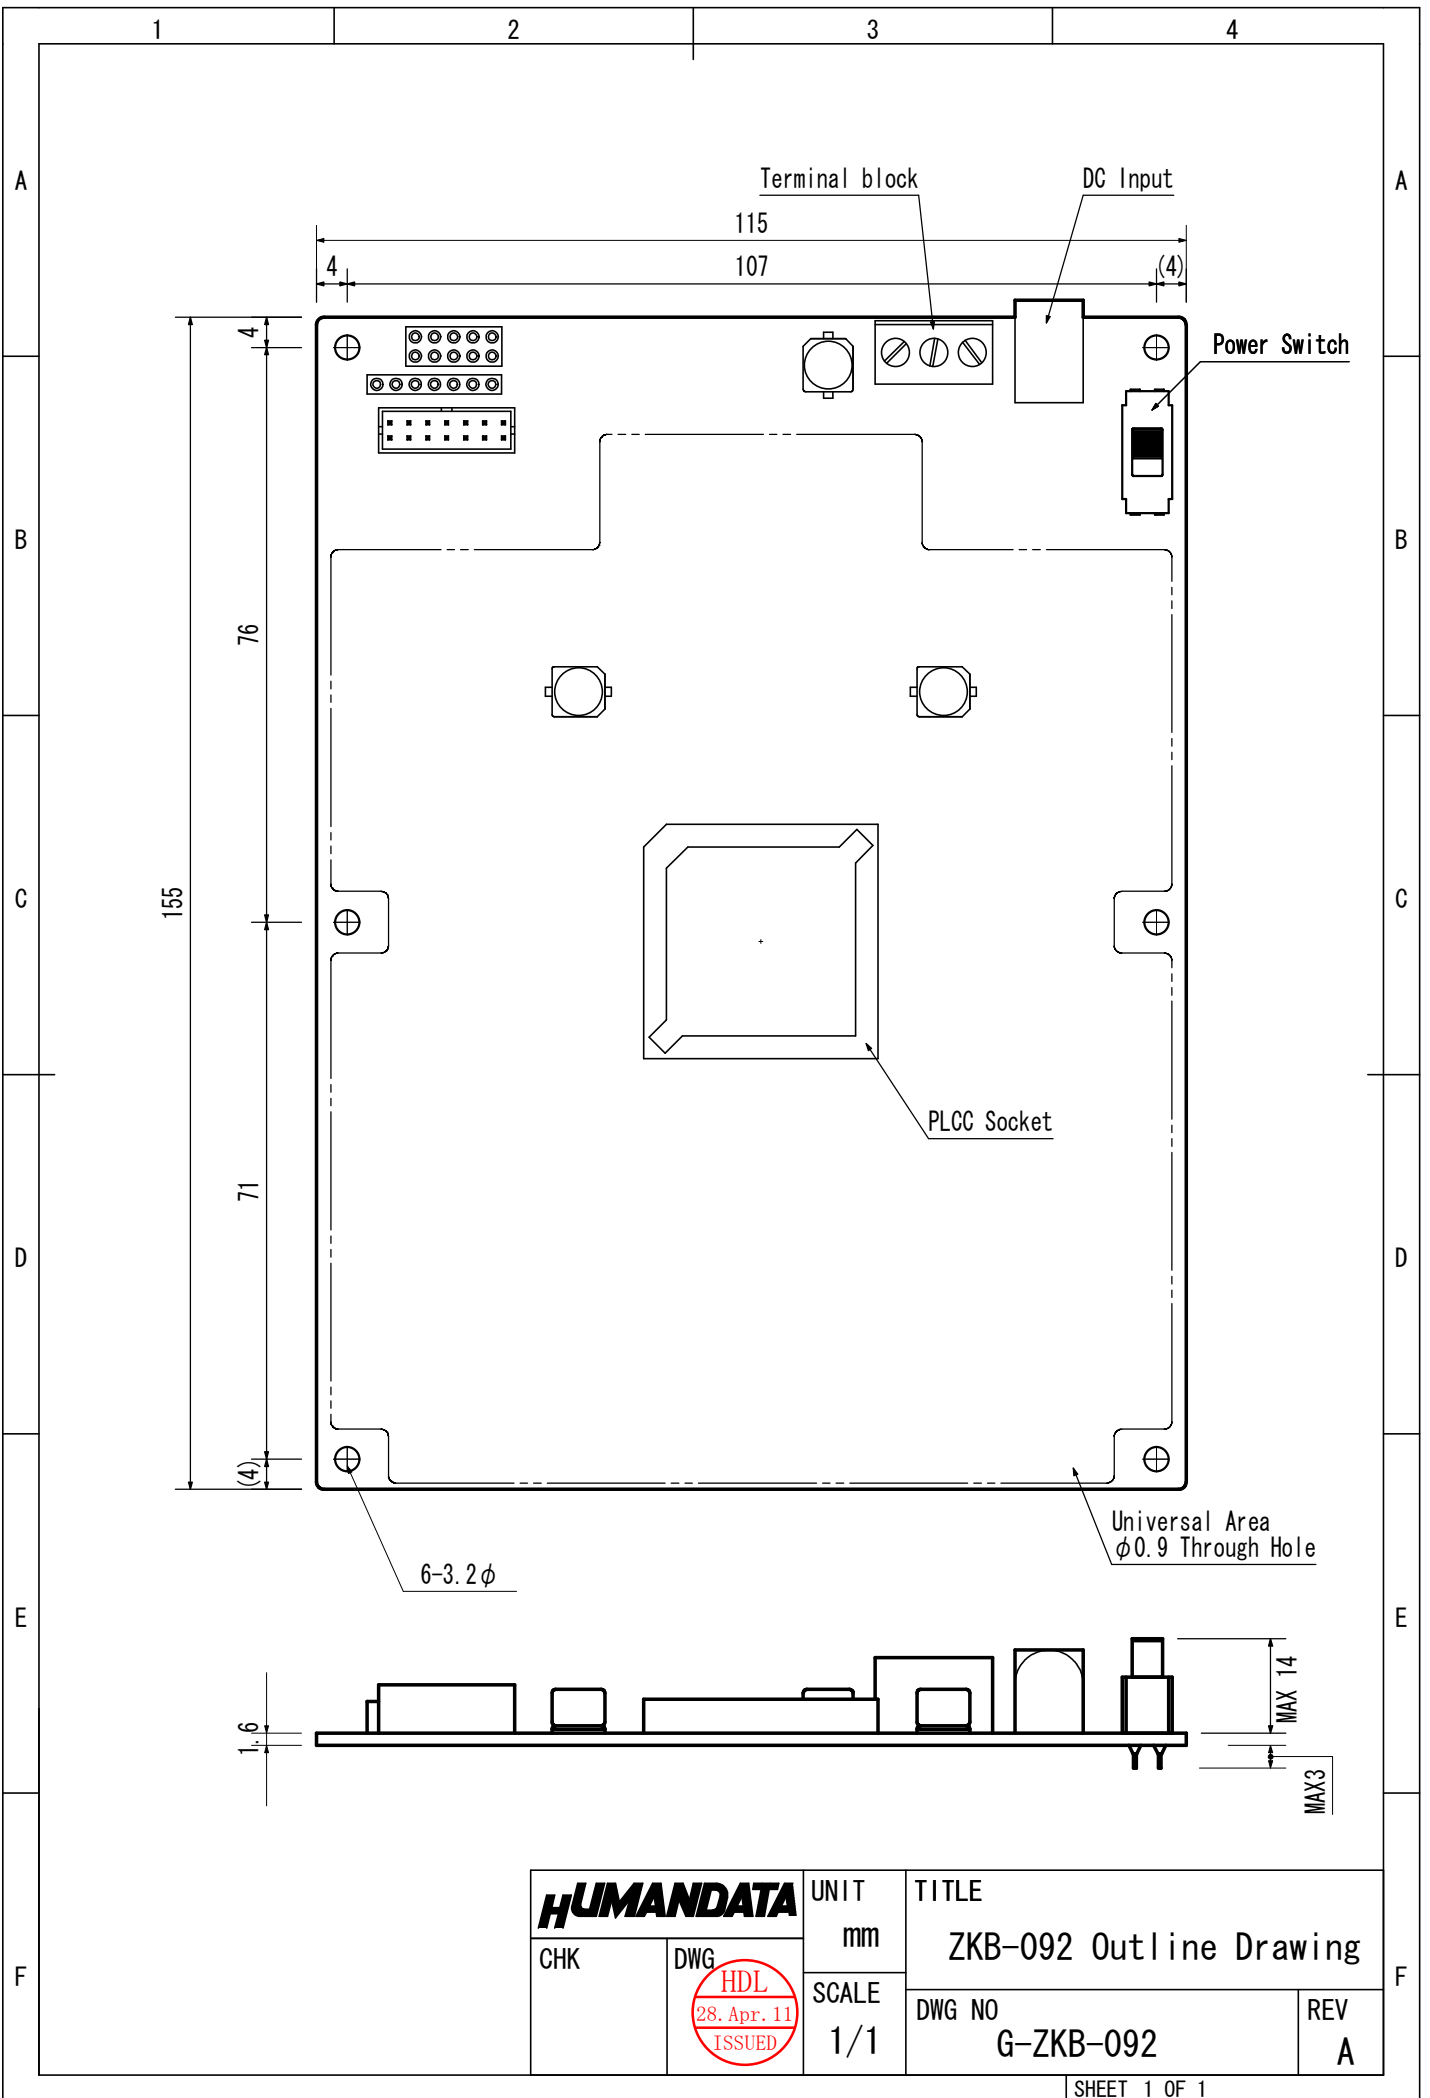 1 2 3 4
A A
Terminal block DC Input
115
4 107 (4)
4
Power Switch
B B
76
C C
155
PLCC Socket
71
D D
(4)
Universal Area
φ0.9 Through Hole
6-3.2φ
E E
MAX 14
1.6
MAX3
HUMANDATA
UNIT
mm
TITLE
ZKB-092 Outline Drawing
CHK
DWG
HDL
28.Apr.11
ISSUED
SCALE
1/1
DWG NO
G-ZKB-092
REV
A
F F
SHEET 1 OF 1